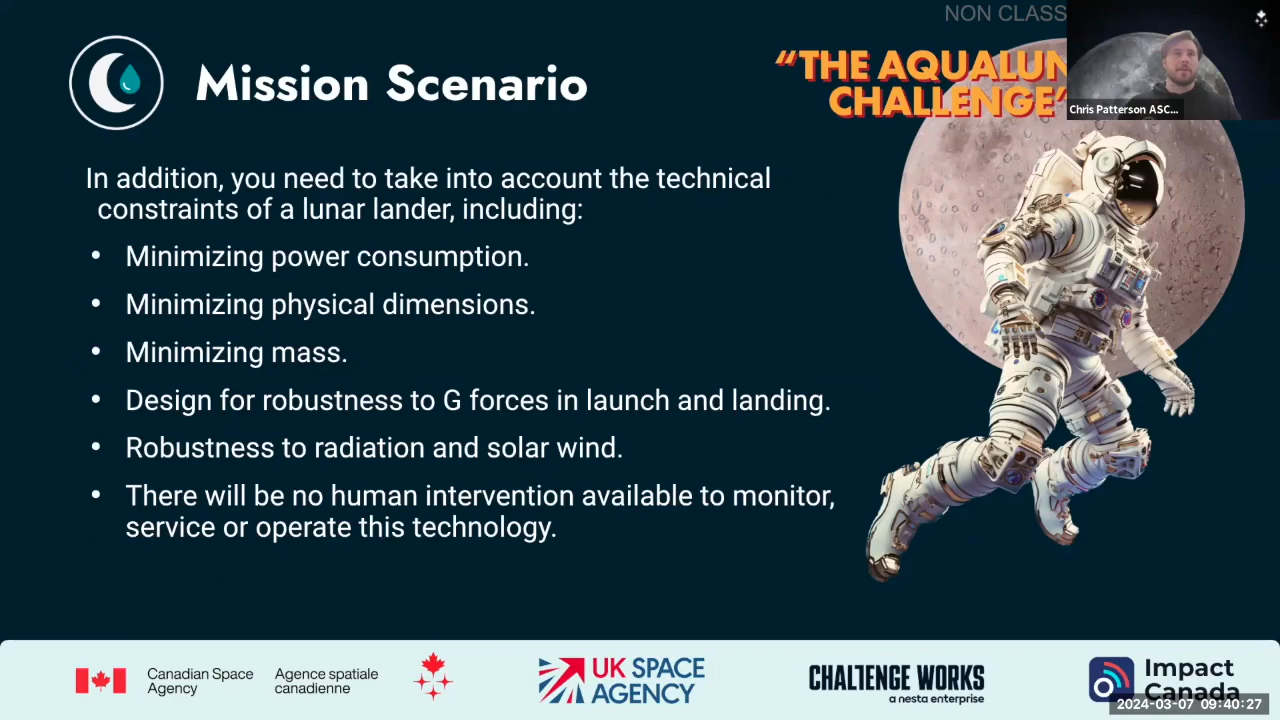 NON CLASS
Mission Scenario
“THE AQUALUN
CHALLENGE”
Chris Patterson ASC...
In addition, you need to take into account the technical
constraints of a lunar lander, including:
• Minimizing power consumption.
• Minimizing physical dimensions.
• Minimizing mass.
• Design for robustness to G forces in launch and landing.
• Robustness to radiation and solar wind.
• There will be no human intervention available to monitor,
service or operate this technology.
Canadian Space
Agency
Agence spatiale
canadienne
UK SPACE
AGENCY
CHALLENGE WORKS
a nesta enterprise
Impact
Canada
2024-03-07 09:40:27